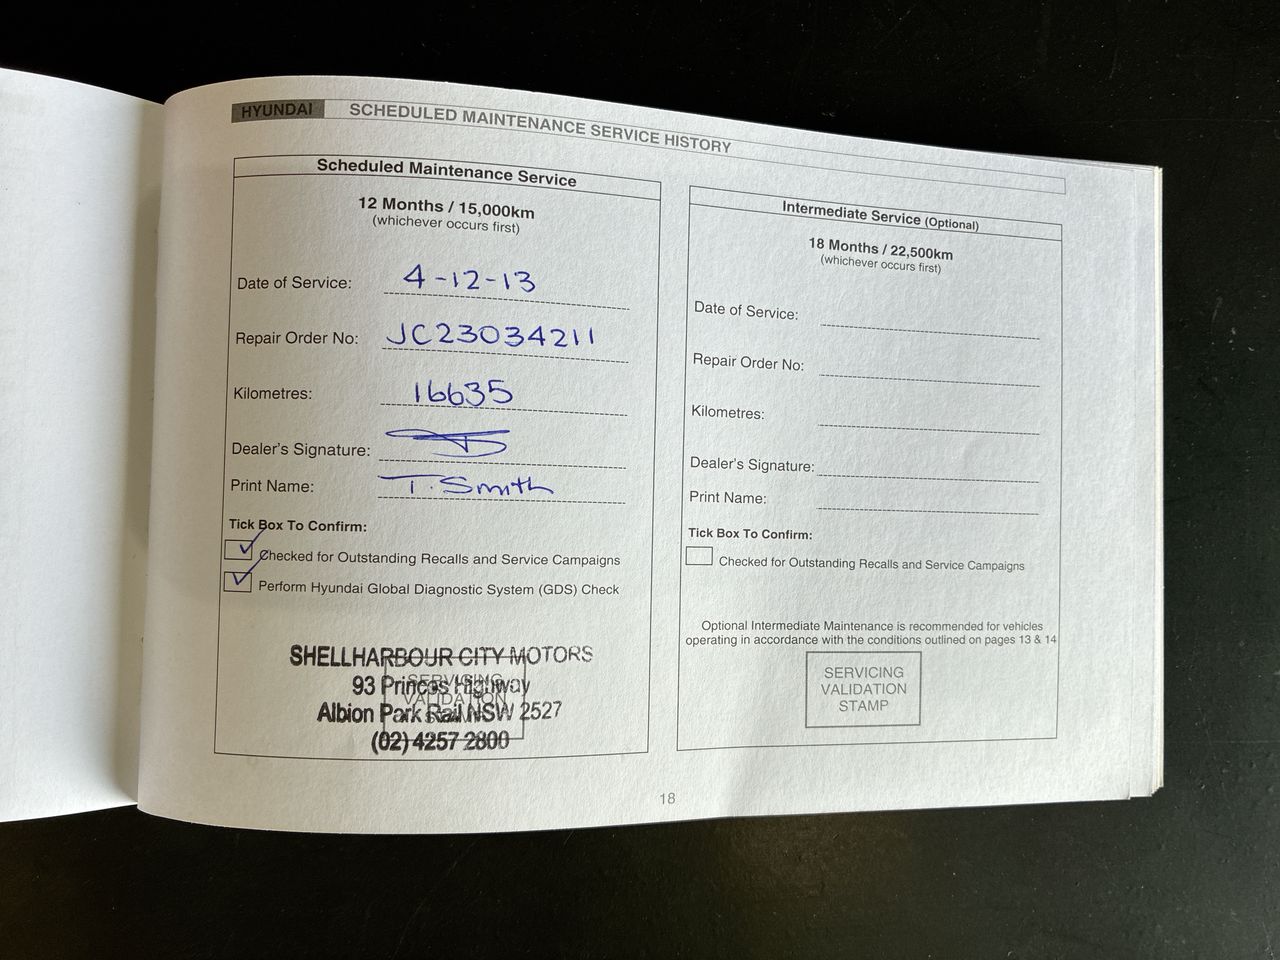 HYUNDAI SCHEDULED MAINTENANCE SERVICE HISTORY
Scheduled Maintenance Service
12 Months / 15,000km
(whichever occurs first)
Date of Service: 4-12-13
Repair Order No: JC23034211
Kilometres: 16635
Dealer's Signature:
Print Name: T. Smith
Tick Box To Confirm:
Checked for Outstanding Recalls and Service Campaigns
Perform Hyundai Global Diagnostic System (GDS) Check
SERVICING
VALIDATION
STAMP
SHELLHARBOUR CITY MOTORS
93 Princes Highway
Albion Park Rail NSW 2527
(02) 4257 2800
Intermediate Service (Optional)
18 Months / 22,500km
(whichever occurs first)
Date of Service:
Repair Order No:
Kilometres:
Dealer's Signature:
Print Name:
Tick Box To Confirm:
Checked for Outstanding Recalls and Service Campaigns
Optional Intermediate Maintenance is recommended for vehicles
operating in accordance with the conditions outlined on pages 13 & 14
SERVICING
VALIDATION
STAMP
18